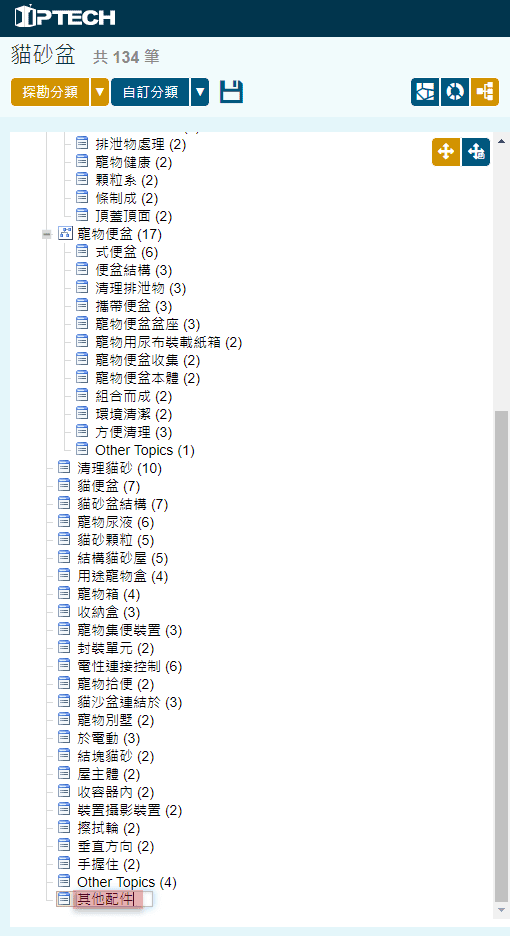 IPTECH
貓砂盆 共 134 筆
探勘分類 自訂分類
排泄物處理 (2)
寵物健康 (2)
顆粒系 (2)
條制成 (2)
頂蓋頂面 (2)
寵物便盆 (17)
式便盆 (6)
便盆結構 (3)
清理排泄物 (3)
攜帶便盆 (3)
寵物便盆盆座 (3)
寵物用尿布裝載紙箱 (2)
寵物便盆收集 (2)
寵物便盆本體 (2)
組合而成 (2)
環境清潔 (2)
方便清理 (3)
Other Topics (1)
清理貓砂 (10)
貓便盆 (7)
貓砂盆結構 (7)
寵物尿液 (6)
貓砂顆粒 (5)
結構貓砂屋 (5)
用途寵物盒 (4)
寵物箱 (4)
收納盒 (3)
寵物集便裝置 (3)
封裝單元 (2)
電性連接控制 (6)
寵物拾便 (2)
貓沙盆連結於 (3)
寵物別墅 (2)
於電動 (3)
結塊貓砂 (2)
屋主體 (2)
收容器內 (2)
裝置攝影裝置 (2)
擦拭輪 (2)
垂直方向 (2)
手握住 (2)
Other Topics (4)
其他配件